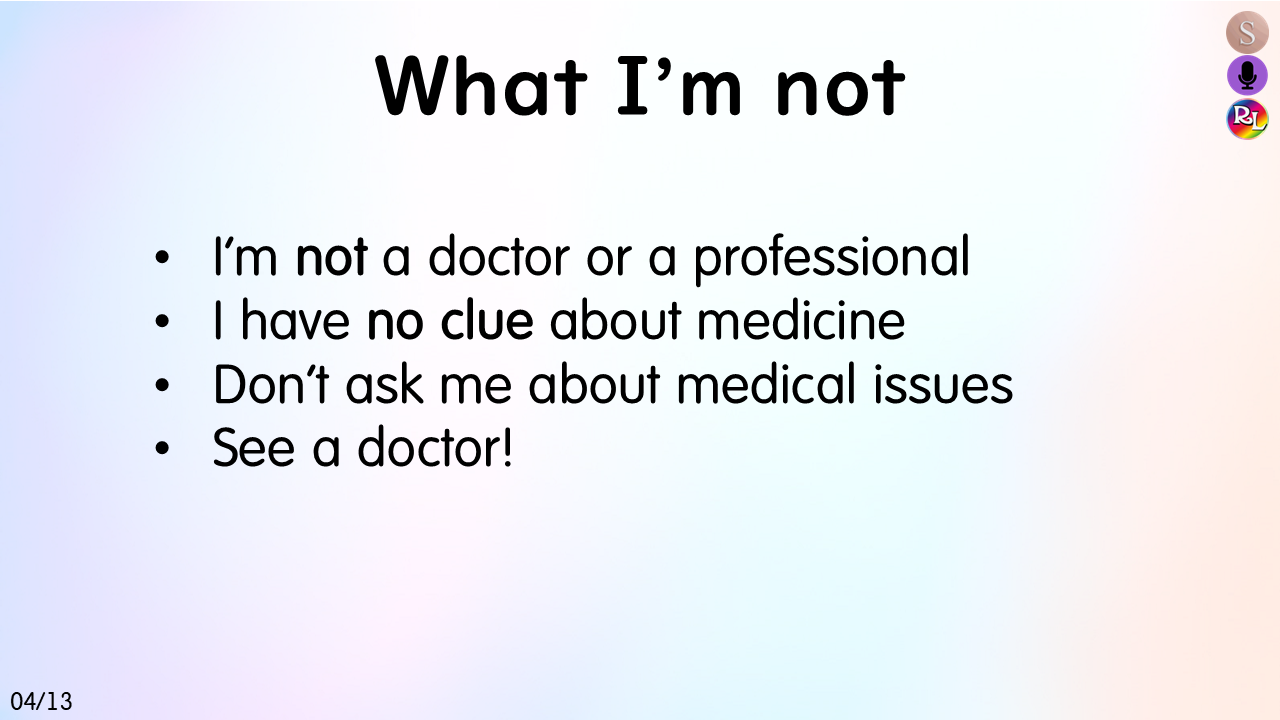 What I’m not
S
RL
• I’m not a doctor or a professional
• I have no clue about medicine
• Don’t ask me about medical issues
• See a doctor!
04/13